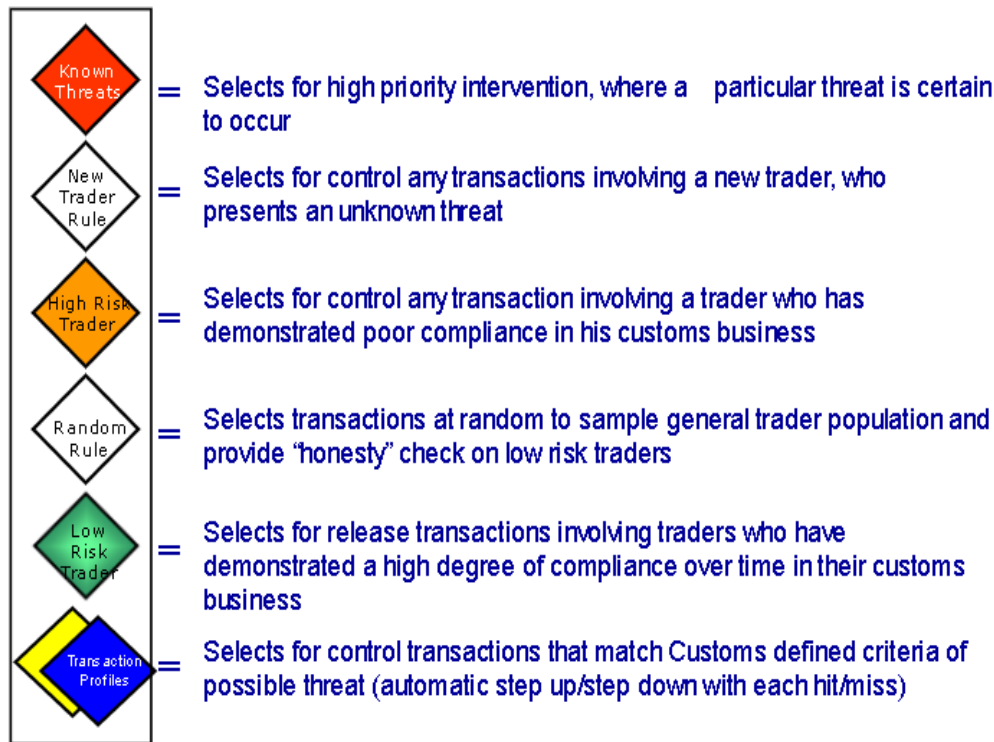 Known
Threats
= Selects for high priority intervention, where a particular threat is certain
to occur
New
Trader
Rule
= Selects for control any transactions involving a new trader, who
presents an unknown threat
High Risk
Trader
= Selects for control any transaction involving a trader who has
demonstrated poor compliance in his customs business
Random
Rule
= Selects transactions at random to sample general trader population and
provide “honesty” check on low risk traders
Low
Risk
Trader
= Selects for release transactions involving traders who have
demonstrated a high degree of compliance over time in their customs
business
Transaction
Profiles
= Selects for control transactions that match Customs defined criteria of
possible threat (automatic step up/step down with each hit/miss)